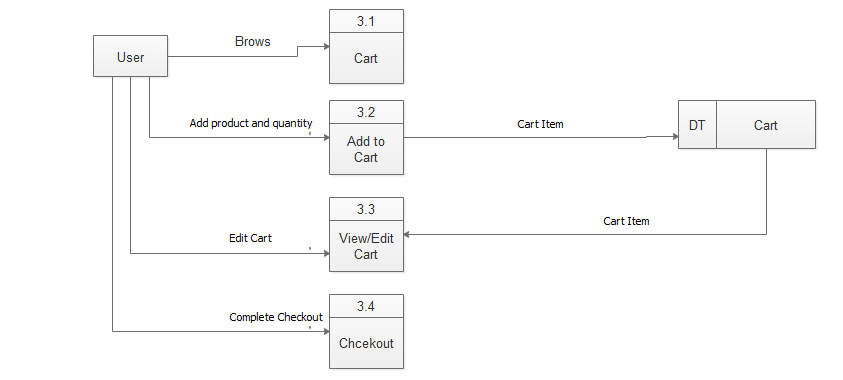 3.1
Brows
User
Cart
3.2
Add product and quantity
Cart Item
DT
Cart
Add to
Cart
3.3
Cart Item
Edit Cart
View/Edit
Cart
3.4
Complete Checkout
Chcekout